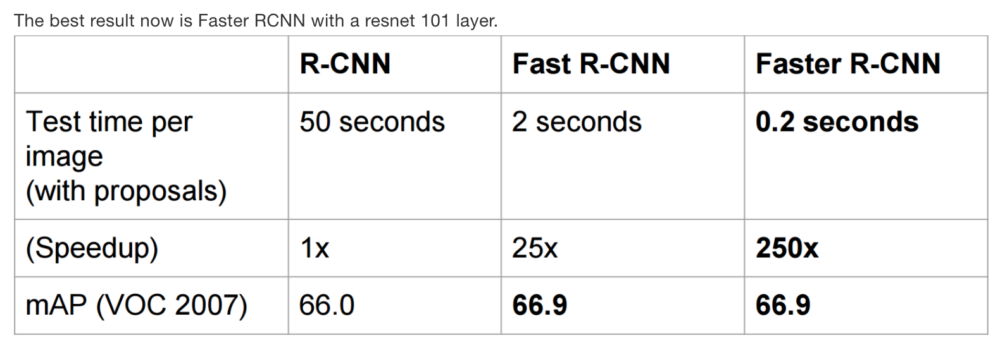 The best result now is Faster RCNN with a resnet 101 layer.
R-CNN Fast R-CNN Faster R-CNN
Test time per image (with proposals) 50 seconds 2 seconds 0.2 seconds
(Speedup) 1x 25x 250x
mAP (VOC 2007) 66.0 66.9 66.9